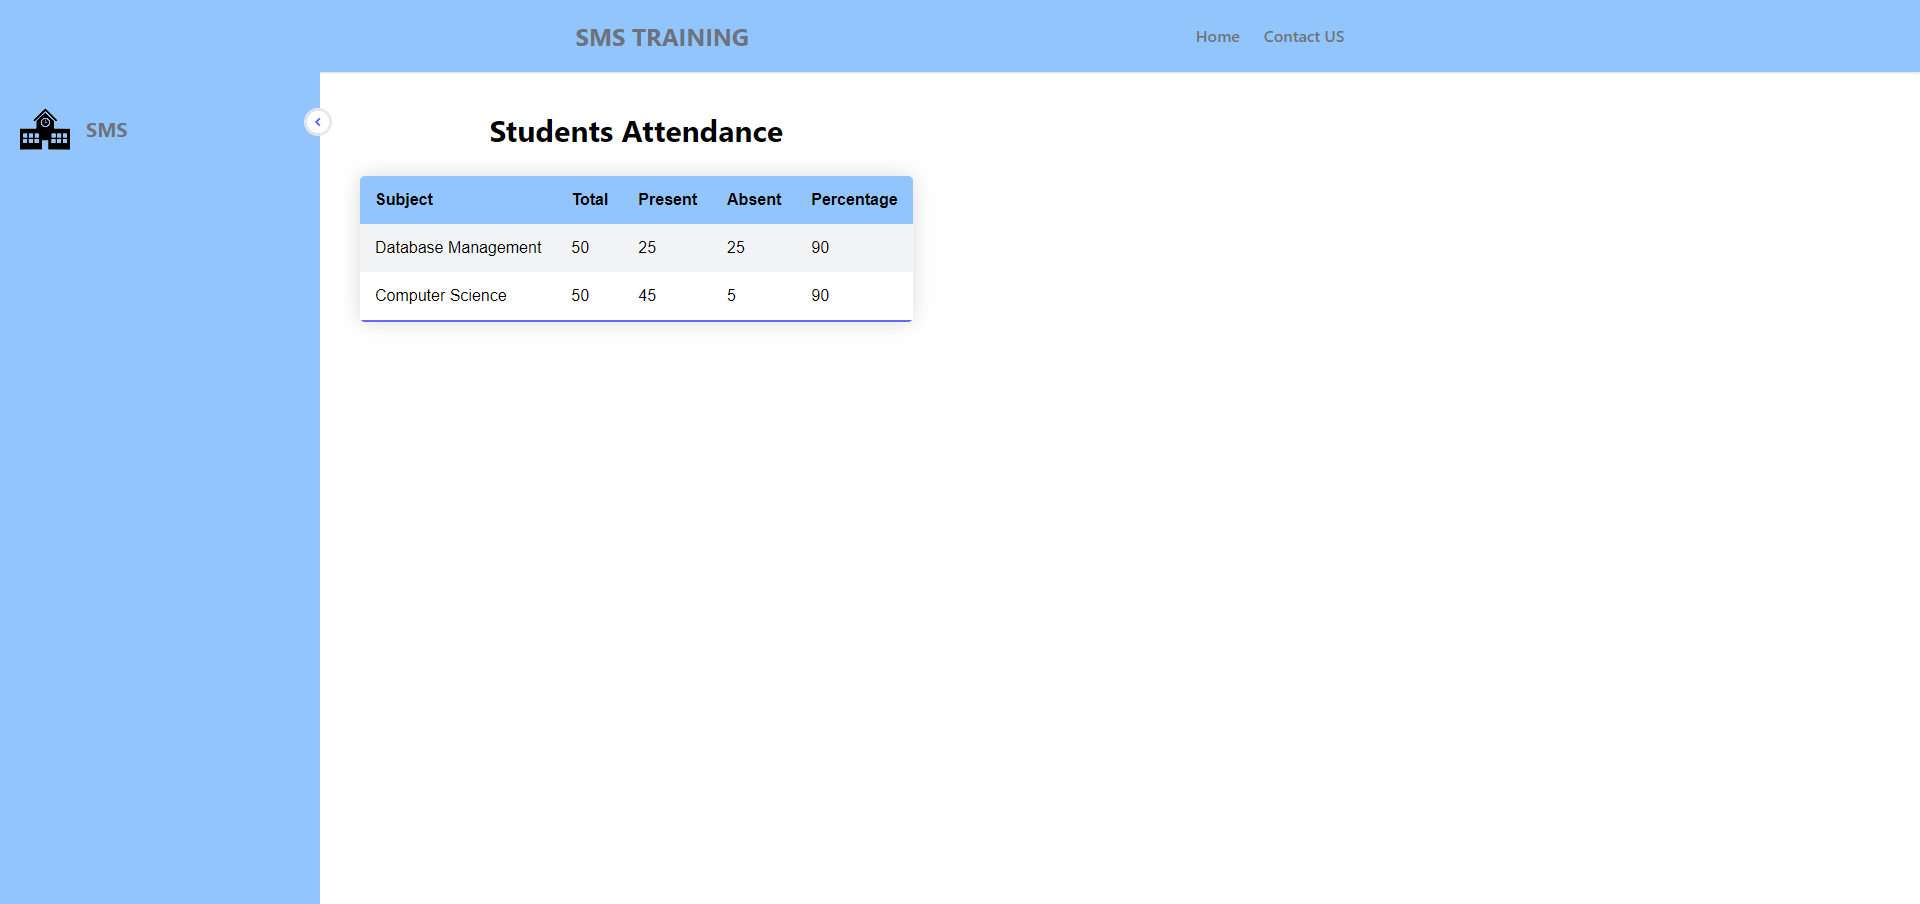 SMS TRAINING
Home Contact US
SMS
Students Attendance
Subject Total Present Absent Percentage
Database Management 50 25 25 90
Computer Science 50 45 5 90